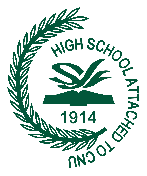 HIGH SCHOOL ATTACHED TO CNU
1914